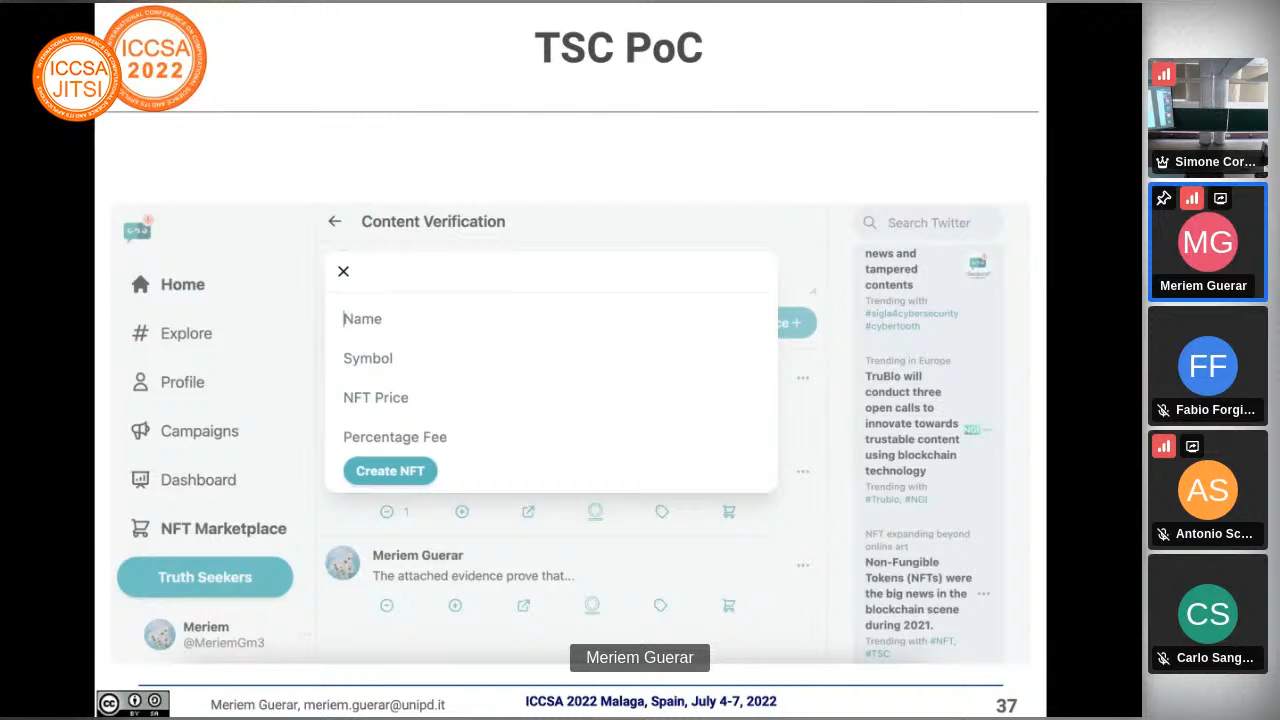 TSC PoC
ICCSA
JITSI
ICCSA
2022
Content Verification
Search Twitter
Home
Explore
Profile
Campaigns
Dashboard
NFT Marketplace
Truth Seekers
Meriem
@MeriemGm3
Name
Symbol
NFT Price
Percentage Fee
Create NFT
1
Meriem Guerar
The attached evidence prove that...
news and
tampered
contents
Trending with
#sigla4cybersecurity
#cybertooth
Trending in Europe
TruBlo will
conduct three
open calls to
innovate towards
trustable content
using blockchain
technology
Trending with
#Trublo, #NGI
NFT expanding beyond
online art
Non-Fungible
Tokens (NFTs) were
the big news in the
blockchain scene
during 2021.
Trending with #NFT,
#TSC
Meriem Guerar
CC BY SA
Meriem Guerar, meriem.guerar@unipd.it
ICCSA 2022 Malaga, Spain, July 4-7, 2022
37
Simone Cor...
MG
Meriem Guerar
FF
Fabio Forgi...
AS
Antonio Sc...
CS
Carlo Sang...